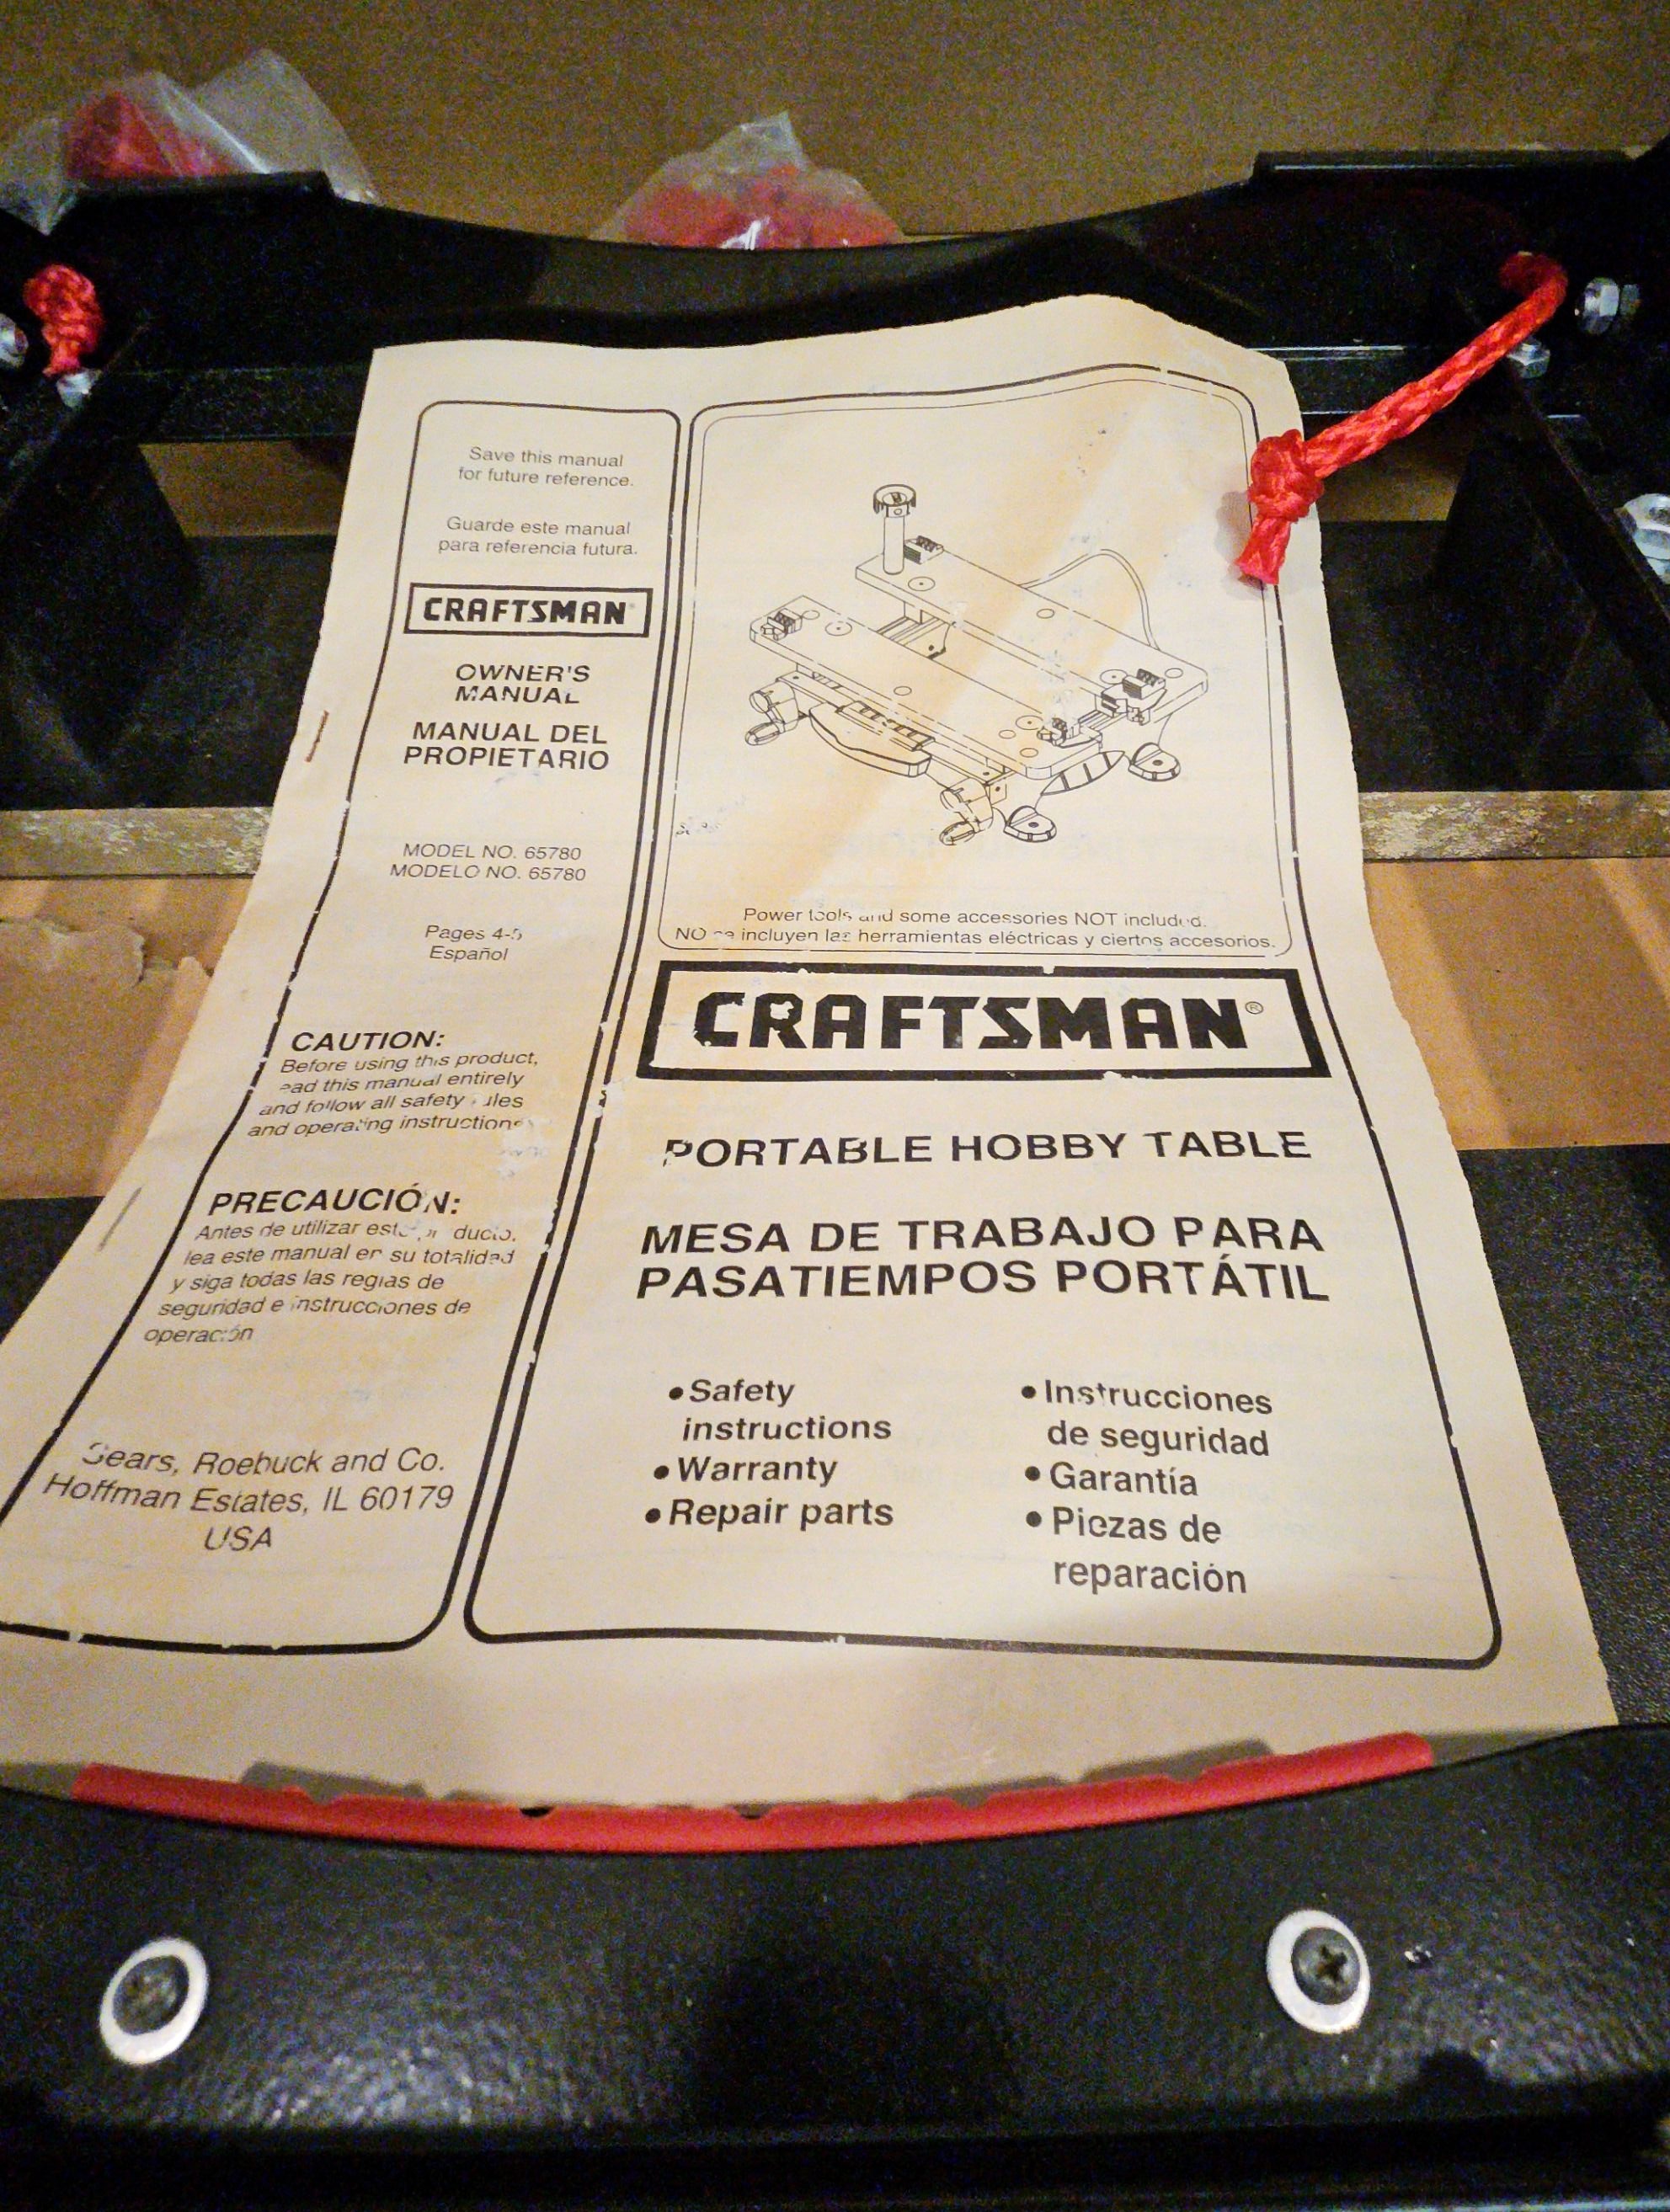 Save this manual
for future reference.
Guarde este manual
para referencia futura.
CRAFTSMAN®
OWNER'S
MANUAL
MANUAL DEL
PROPIETARIO
MODEL NO. 65780
MODELO NO. 65780
Pages 4-5
Español
CAUTION:
Before using this product,
read this manual entirely
and follow all safety rules
and operating instructions
PRECAUCIÓN:
Antes de utilizar este producto,
lea este manual en su totalidad
y siga todas las reglas de
seguridad e instrucciones de
operación
Sears, Roebuck and Co.
Hoffman Estates, IL 60179
USA
Power tools and some accessories NOT included.
NO se incluyen las herramientas eléctricas y ciertos accesorios.
CRAFTSMAN®
PORTABLE HOBBY TABLE
MESA DE TRABAJO PARA
PASATIEMPOS PORTÁTIL
•Safety
instructions
•Warranty
•Repair parts
•Instrucciones
de seguridad
•Garantía
•Piezas de
reparación